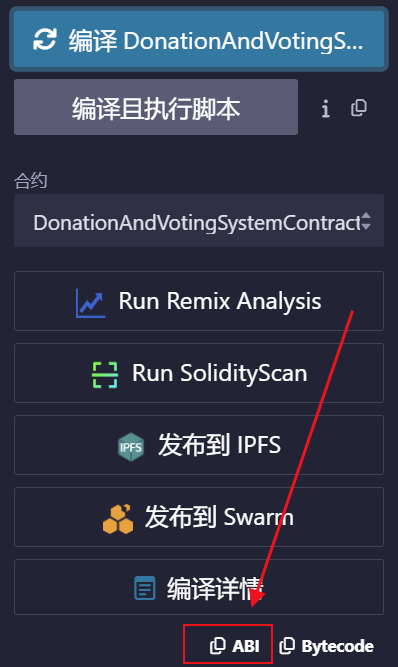 编译 DonationAndVotingS...
编译且执行脚本
i
合约
DonationAndVotingSystemContract
Run Remix Analysis
Run SolidityScan
IPFS 发布到 IPFS
发布到 Swarm
编译详情
ABI Bytecode